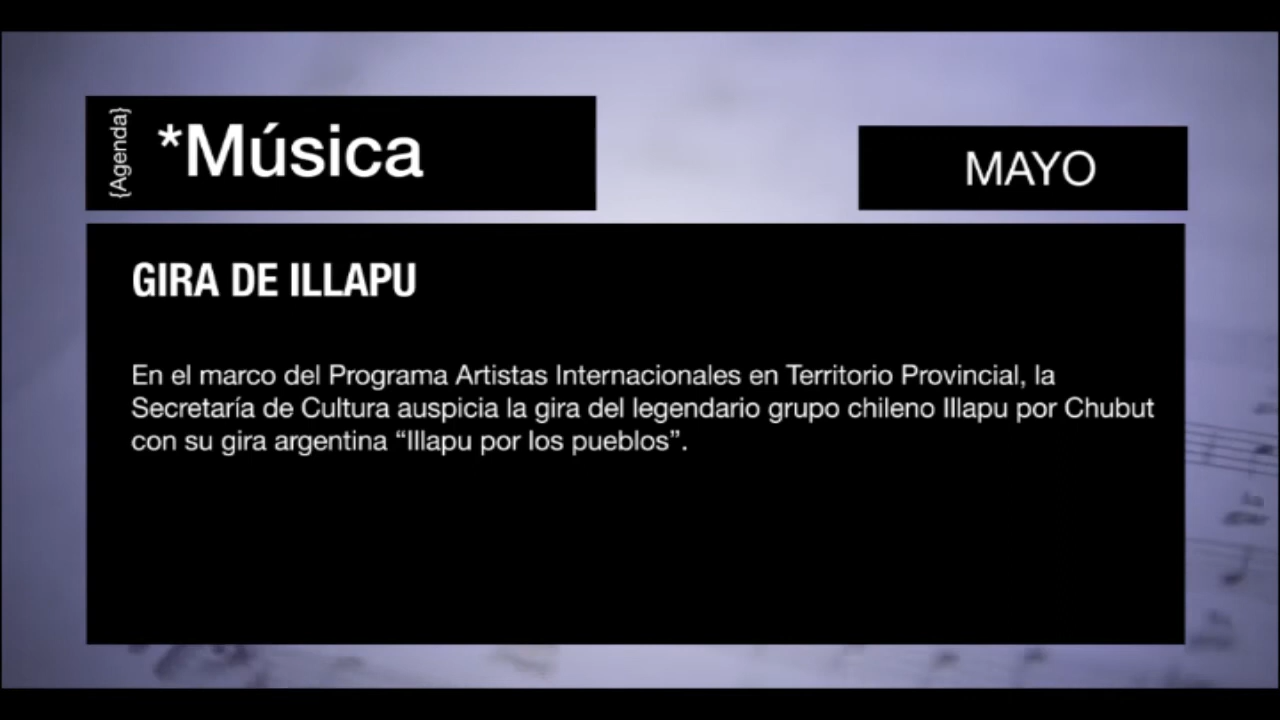 {Agenda}
*Música
MAYO
GIRA DE ILLAPU
En el marco del Programa Artistas Internacionales en Territorio Provincial, la
Secretaría de Cultura auspicia la gira del legendario grupo chileno Illapu por Chubut
con su gira argentina “Illapu por los pueblos”.